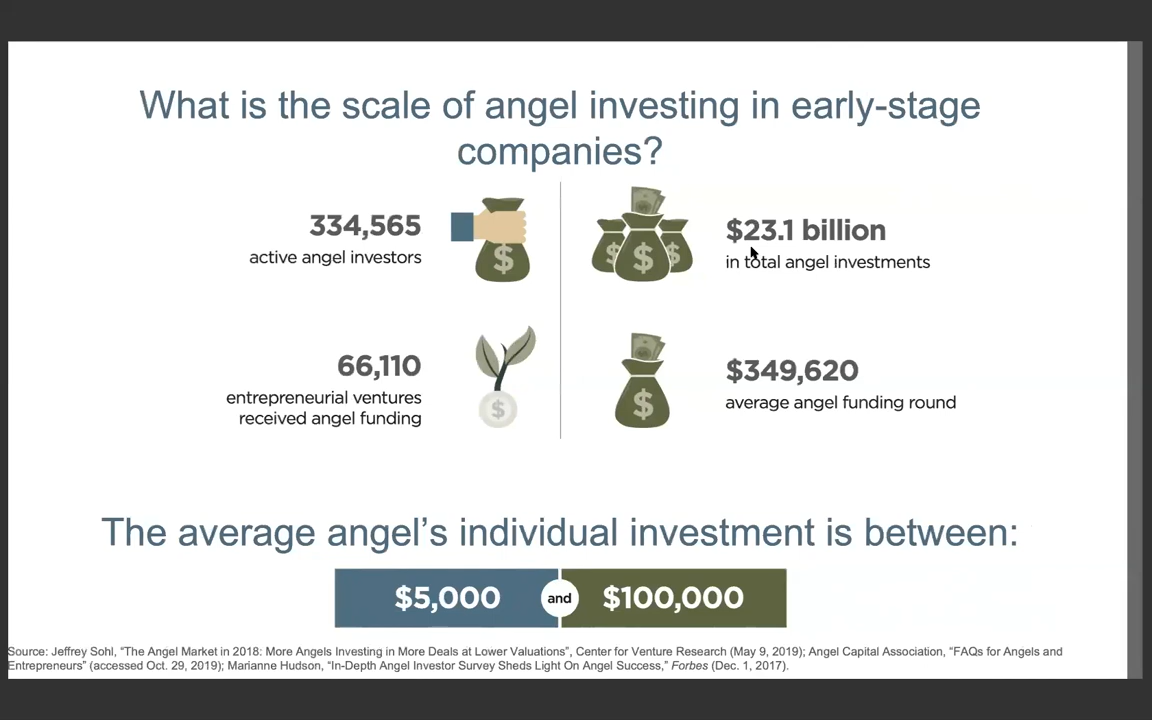 What is the scale of angel investing in early-stage
companies?
334,565
active angel investors
$
$ $ $
$23.1 billion
in total angel investments
66,110
entrepreneurial ventures
received angel funding
$
$
$349,620
average angel funding round
The average angel’s individual investment is between:
$5,000 and $100,000
Source: Jeffrey Sohl, “The Angel Market in 2018: More Angels Investing in More Deals at Lower Valuations”, Center for Venture Research (May 9, 2019); Angel Capital Association, “FAQs for Angels and
Entrepreneurs” (accessed Oct. 29, 2019); Marianne Hudson, “In-Depth Angel Investor Survey Sheds Light On Angel Success,” Forbes (Dec. 1, 2017).